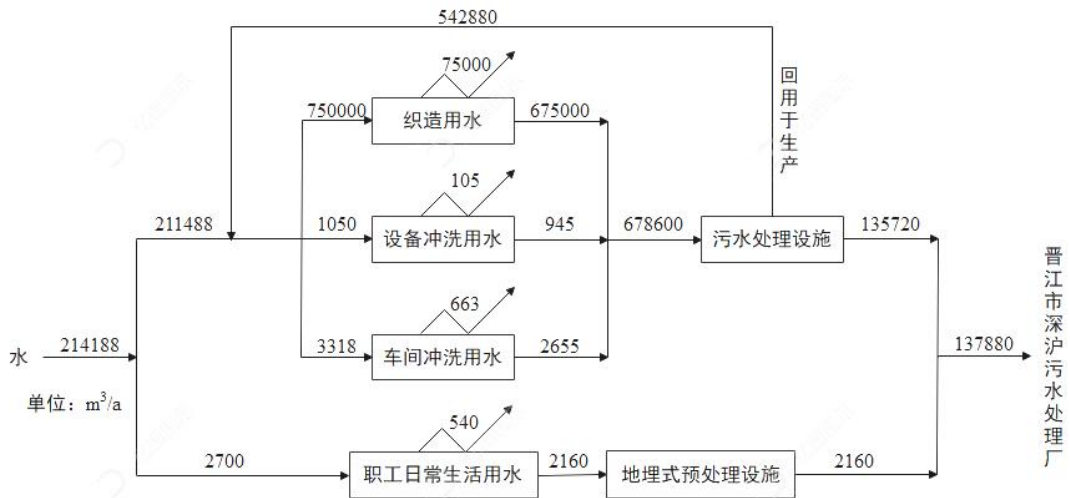 542880
75000
750000
织造用水
675000
回用于生产
105
211488
1050
设备冲洗用水
945
678600
污水处理设施
135720
663
水
214188
3318
车间冲洗用水
2655
137880
晋江市深沪污水处理厂
单位：m³/a
540
2700
职工日常生活用水
2160
地埋式预处理设施
2160